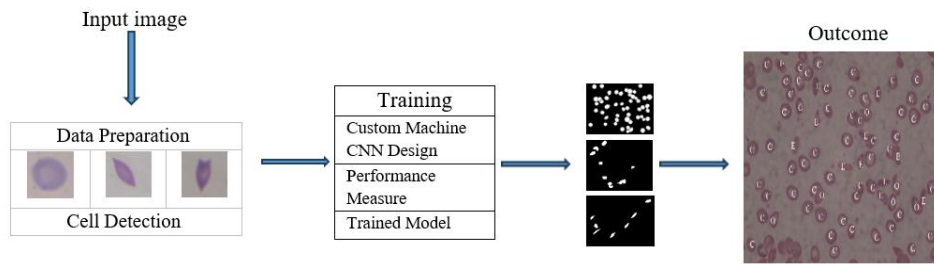 Input image
Data Preparation
Cell Detection
Training
Custom Machine
CNN Design
Performance
Measure
Trained Model
Outcome